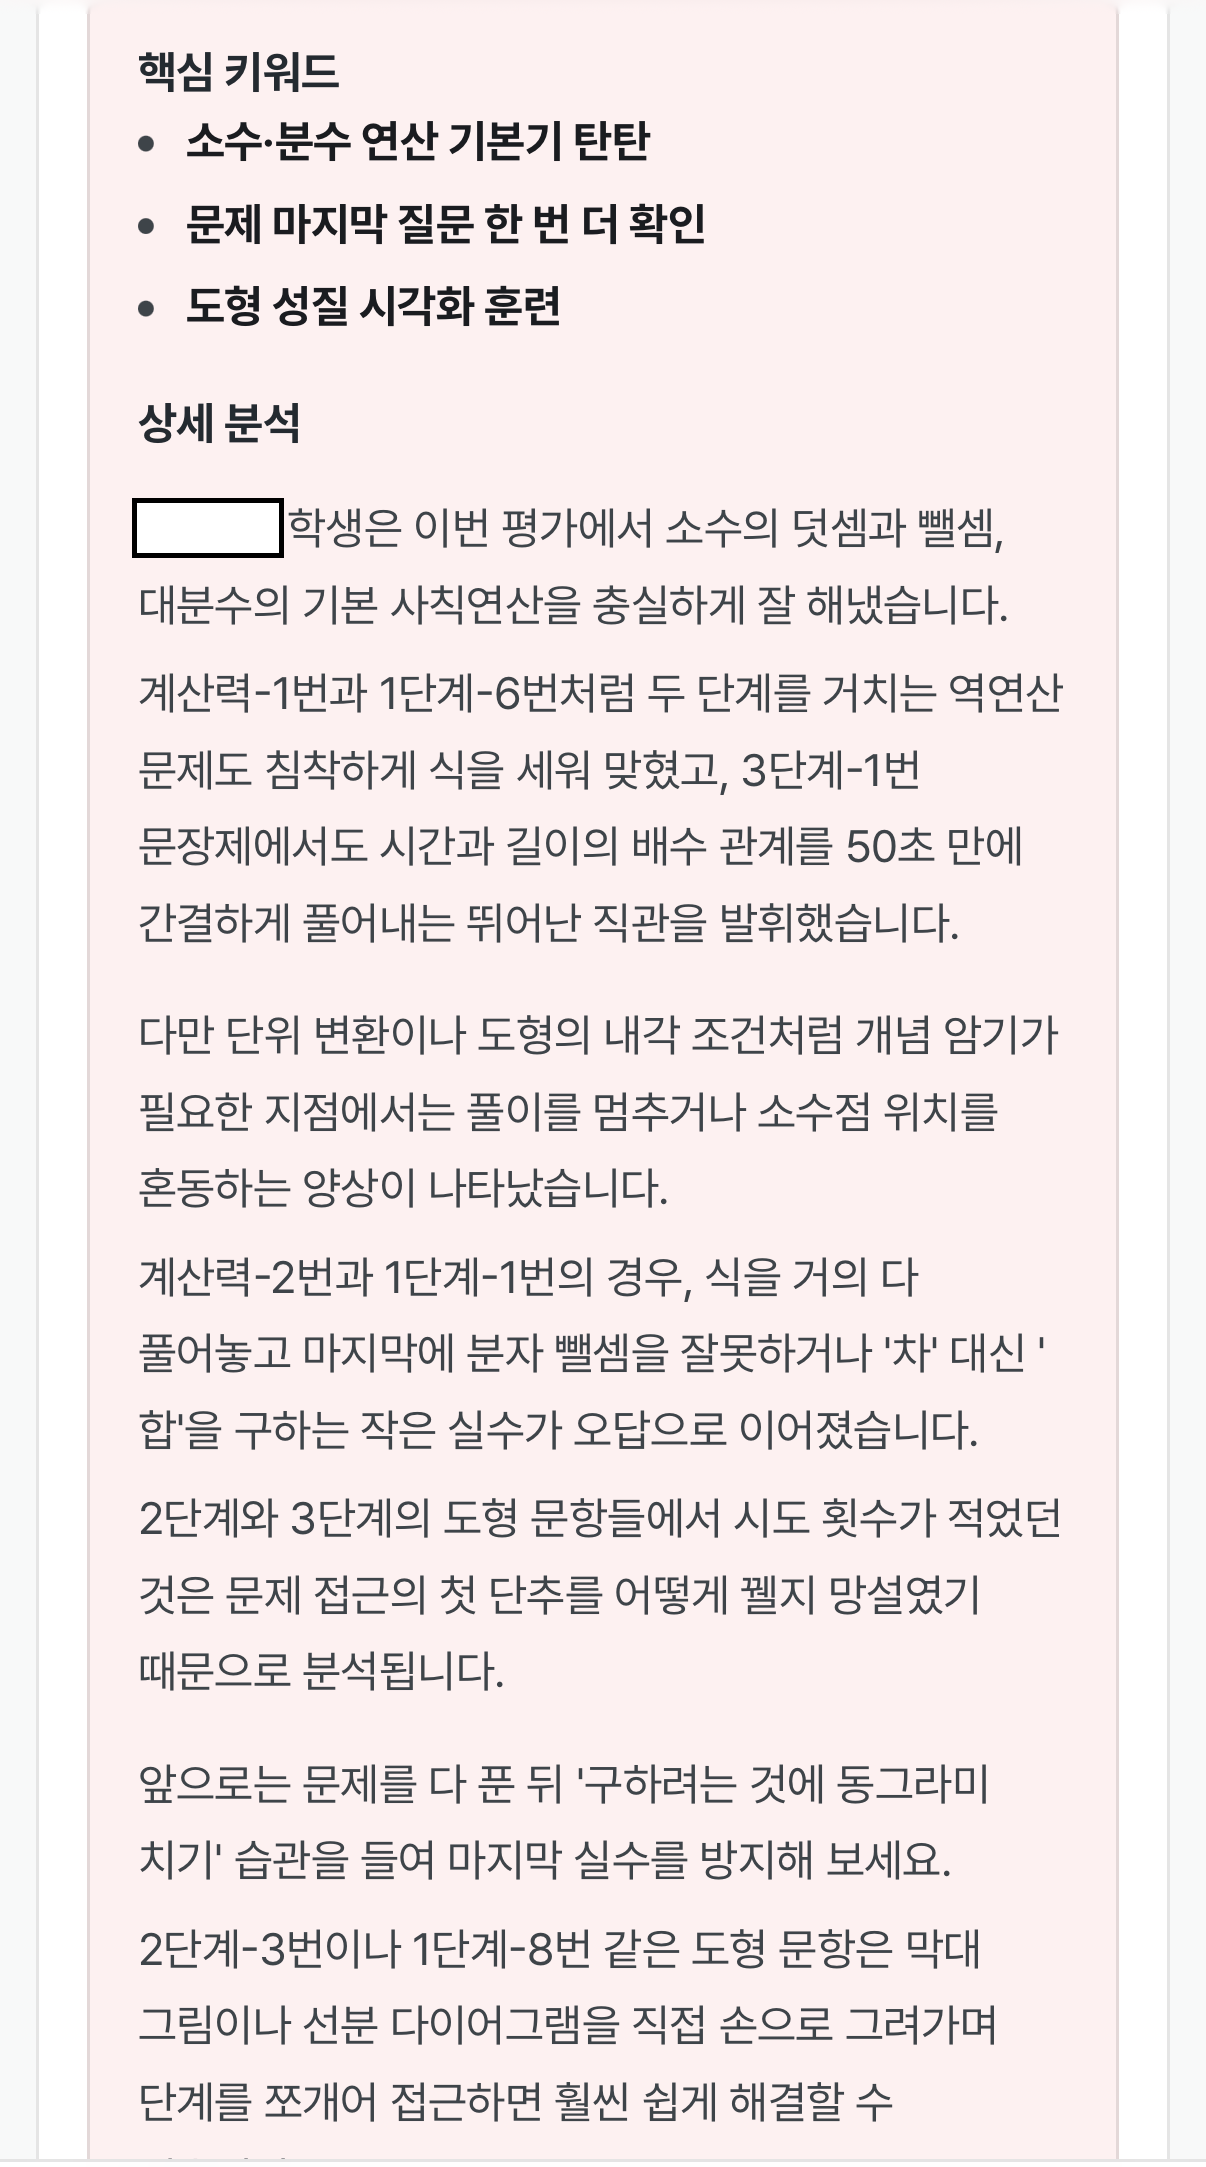 핵심 키워드
• 소수·분수 연산 기본기 탄탄
• 문제 마지막 질문 한 번 더 확인
• 도형 성질 시각화 훈련
상세 분석
학생은 이번 평가에서 소수의 덧셈과 뺄셈,
대분수의 기본 사칙연산을 충실하게 잘 해냈습니다.
계산력-1번과 1단계-6번처럼 두 단계를 거치는 역연산
문제도 침착하게 식을 세워 맞혔고, 3단계-1번
문장제에서도 시간과 길이의 배수 관계를 50초 만에
간결하게 풀어내는 뛰어난 직관을 발휘했습니다.
다만 단위 변환이나 도형의 내각 조건처럼 개념 암기가
필요한 지점에서는 풀이를 멈추거나 소수점 위치를
혼동하는 양상이 나타났습니다.
계산력-2번과 1단계-1번의 경우, 식을 거의 다
풀어놓고 마지막에 분자 뺄셈을 잘못하거나 '차' 대신 '
합'을 구하는 작은 실수가 오답으로 이어졌습니다.
2단계와 3단계의 도형 문항들에서 시도 횟수가 적었던
것은 문제 접근의 첫 단추를 어떻게 꿸지 망설였기
때문으로 분석됩니다.
앞으로는 문제를 다 푼 뒤 '구하려는 것에 동그라미
치기' 습관을 들여 마지막 실수를 방지해 보세요.
2단계-3번이나 1단계-8번 같은 도형 문항은 막대
그림이나 선분 다이어그램을 직접 손으로 그려가며
단계를 쪼개어 접근하면 훨씬 쉽게 해결할 수